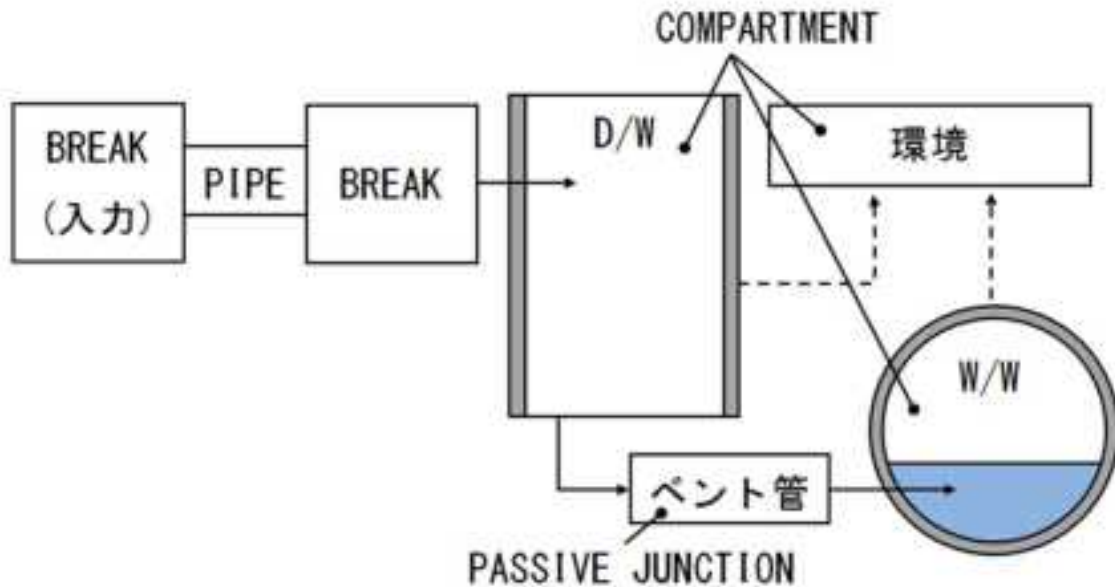 COMPARTMENT
BREAK
(入力)
PIPE
BREAK
D/W
環境
W/W
ベント管
PASSIVE JUNCTION